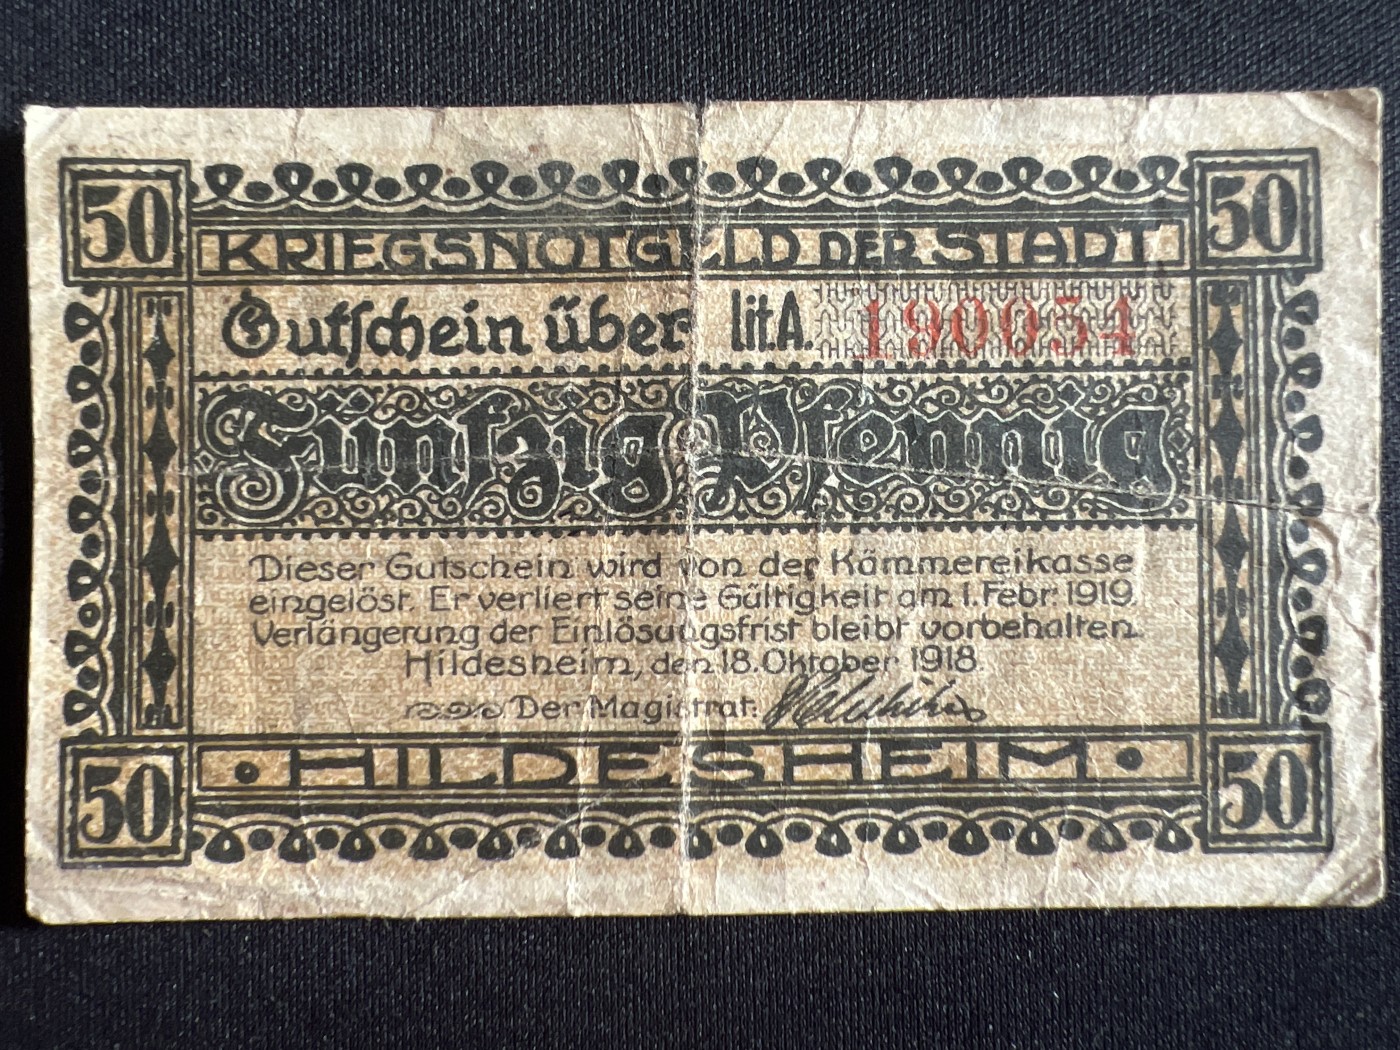 50 50
KRIEGSNOTGELD DER STADT
Gutschein über lit A. 190054
Fünfzig Pfennig
Dieser Gutschein wird von der Kämmereikasse
eingelöst. Er verliert seine Gültigkeit am 1. Febr. 1919.
Verlängerung der Einlösungsfrist bleibt vorbehalten.
Hildesheim, den 18. Oktober 1918.
Der Magistrat:
50 50
· HILDESHEIM ·